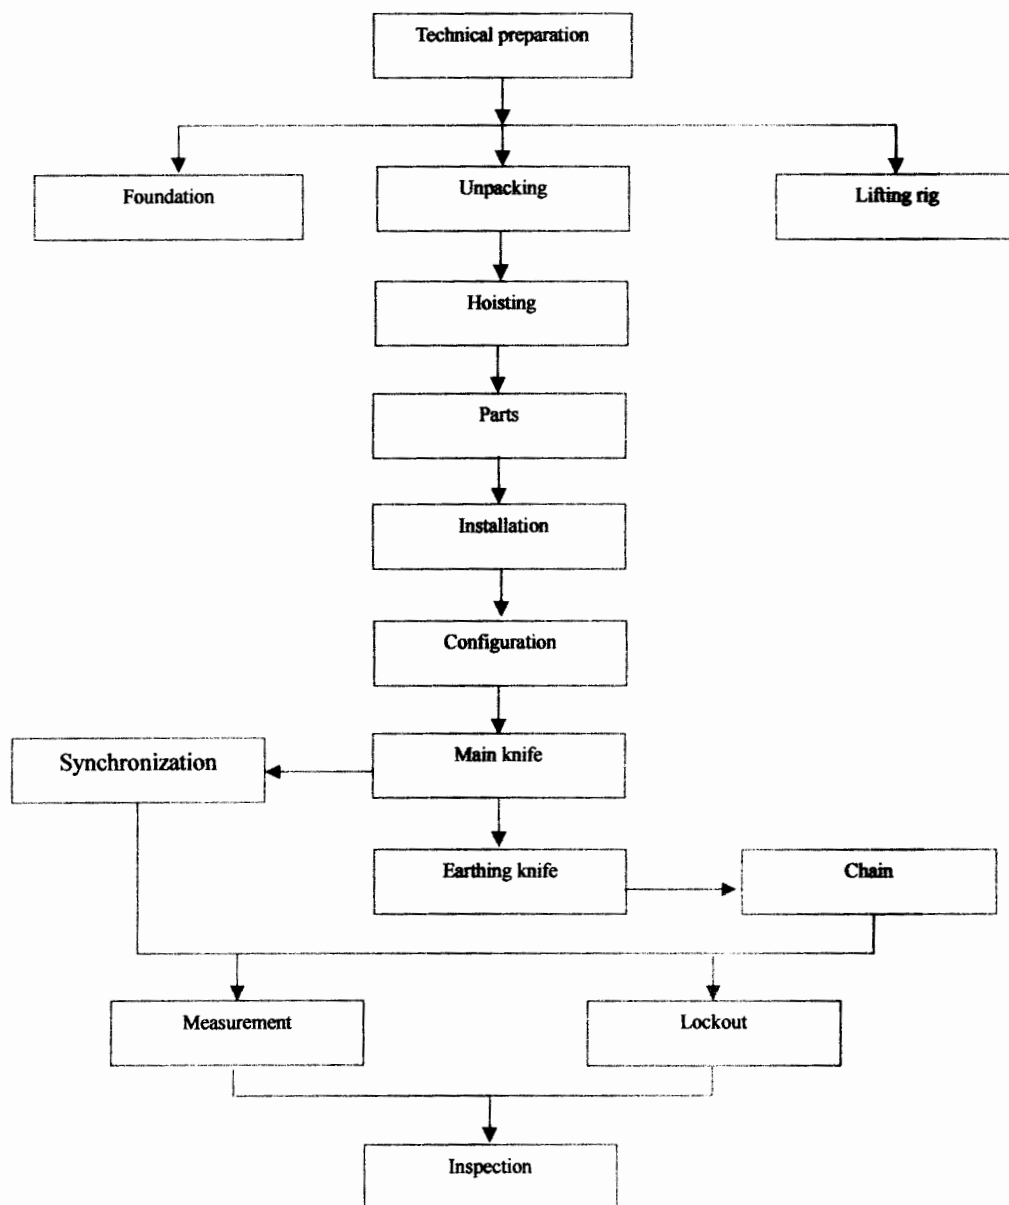 Technical preparation
Foundation
Unpacking
Lifting rig
Hoisting
Parts
Installation
Configuration
Main knife
Synchronization
Earthing knife
Chain
Measurement
Lockout
Inspection